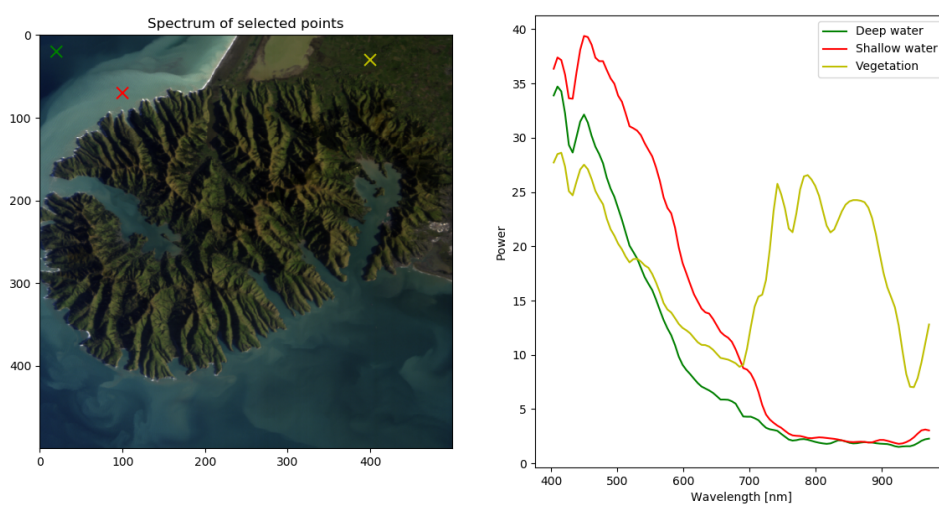 Spectrum of selected points
0
100
200
300
400
0 100 200 300 400
40
35
30
25
20
15
10
5
0
Power
400 500 600 700 800 900
Wavelength [nm]
Deep water
Shallow water
Vegetation